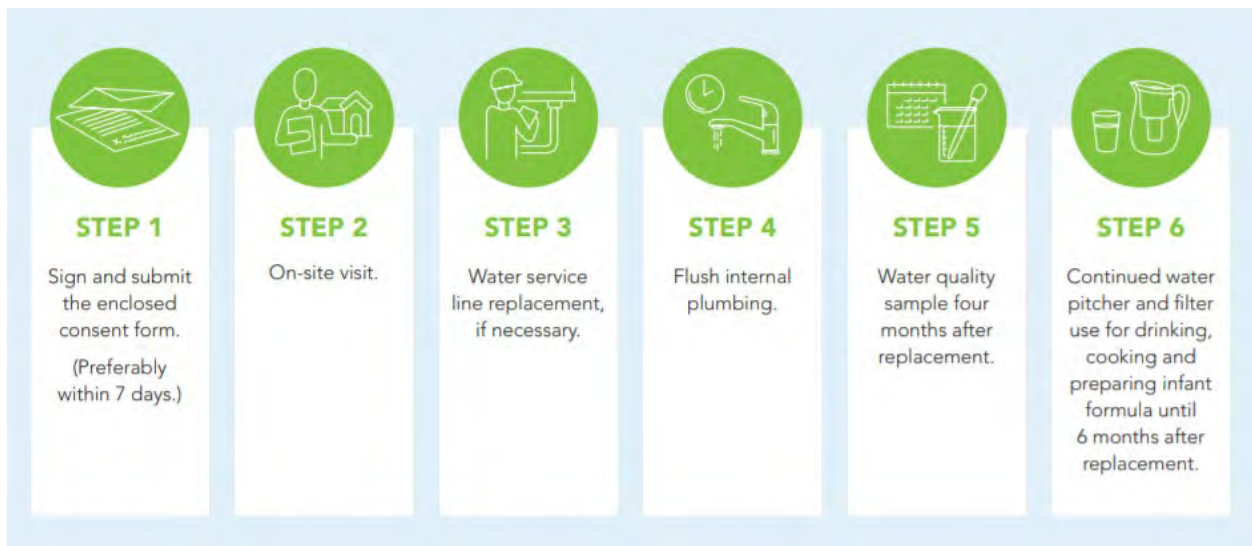 STEP 1
Sign and submit
the enclosed
consent form.
(Preferably
within 7 days.)
STEP 2
On-site visit.
STEP 3
Water service
line replacement,
if necessary.
STEP 4
Flush internal
plumbing.
STEP 5
Water quality
sample four
months after
replacement.
STEP 6
Continued water
pitcher and filter
use for drinking,
cooking and
preparing infant
formula until
6 months after
replacement.